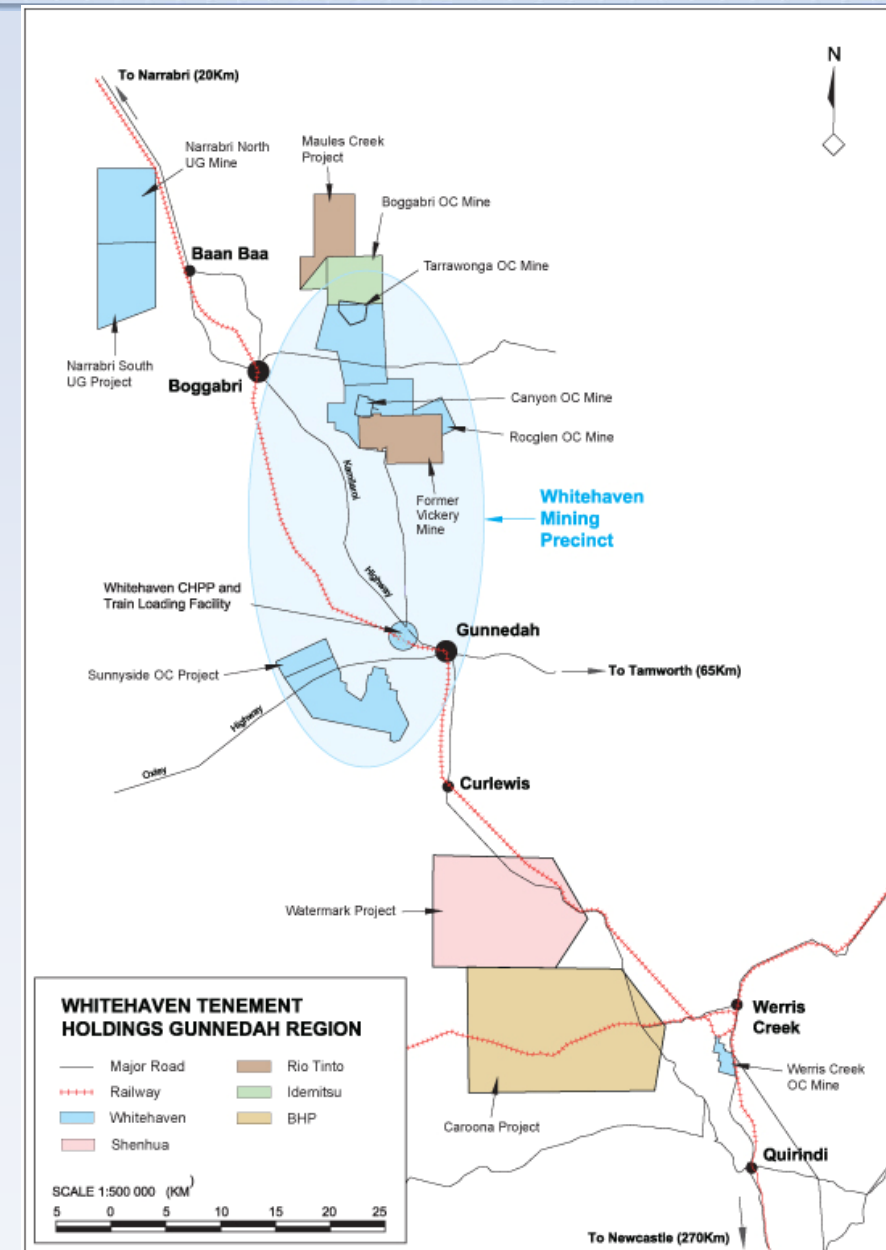 To Narrabri (20Km)
N
Narrabri North
UG Mine
Maules Creek
Project
Boggabri OC Mine
Baan Baa
Tarrawonga OC Mine
Narrabri South
UG Project
Boggabri
Canyon OC Mine
Rocglen OC Mine
Kamilaroi
Highway
Former
Vickery
Mine
Whitehaven
Mining
Precinct
Whitehaven CHPP and
Train Loading Facility
Gunnedah
To Tamworth (65Km)
Sunnyside OC Project
Oxley
Highway
Curlewis
Watermark Project
Werris
Creek
Werris Creek
OC Mine
Caroona Project
Quirindi
To Newcastle (270Km)
WHITEHAVEN TENEMENT
HOLDINGS GUNNEDAH REGION
Major Road
Railway
Whitehaven
Shenhua
Rio Tinto
Idemitsu
BHP
SCALE 1:500 000 (KM)
5 0 5 10 15 20 25